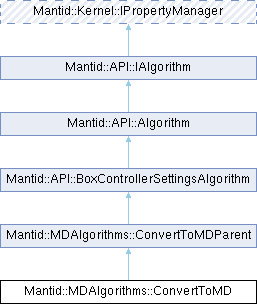 Mantid::Kernel::IPropertyManager
Mantid::API::IAlgorithm
Mantid::API::Algorithm
Mantid::API::BoxControllerSettingsAlgorithm
Mantid::MDAlgorithms::ConvertToMDParent
Mantid::MDAlgorithms::ConvertToMD